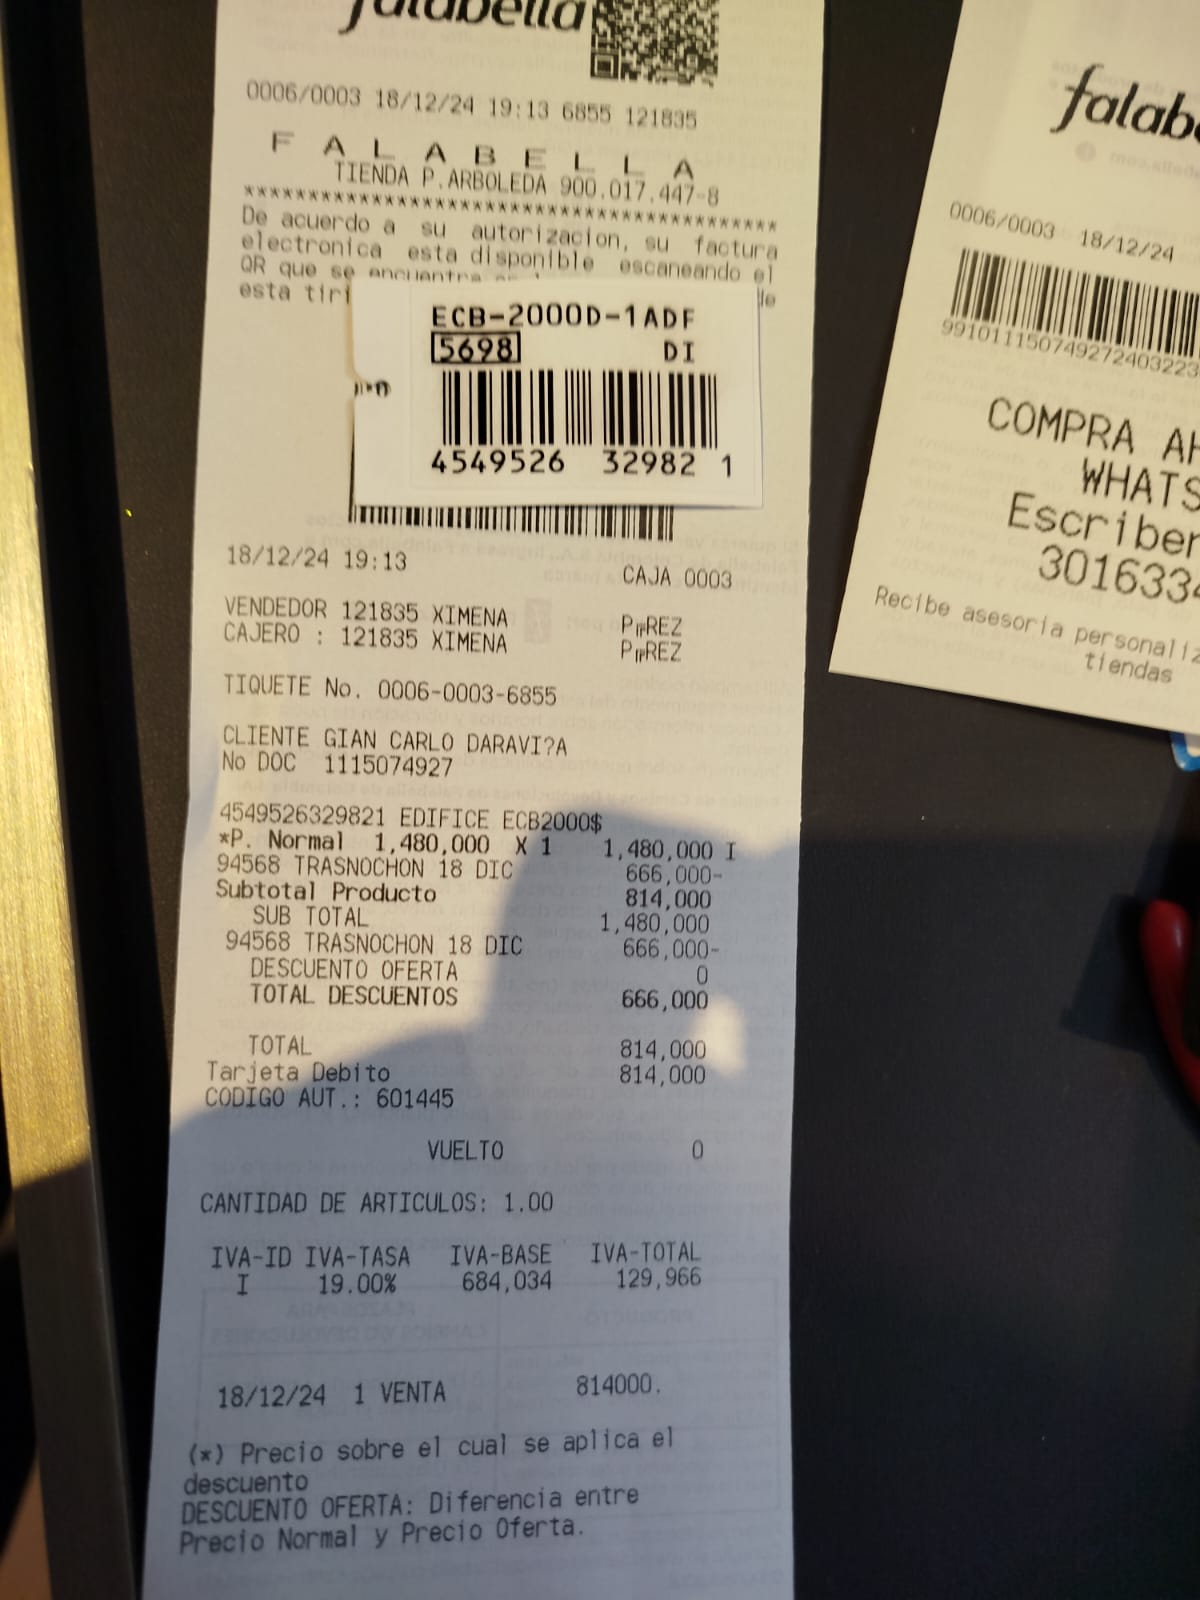 falabella
0006/0003 18/12/24 19:13 6855 121835
F A L A B E L L A
TIENDA P.ARBOLEDA 900.017.447-8
******************************************
De acuerdo a su autorizacion, su factura
electronica esta disponible escaneando el
QR que se encuentra
esta
ECB-2000D-1ADF
5698 DI
4549526 32982 1
18/12/24 19:13 CAJA 0003
VENDEDOR 121835 XIMENA P╓REZ
CAJERO : 121835 XIMENA P╓REZ
TIQUETE No. 0006-0003-6855
CLIENTE GIAN CARLO DARAVI?A
No DOC 1115074927
4549526329821 EDIFICE ECB2000$
*P. Normal 1,480,000 X 1 1,480,000 I
94568 TRASNOCHON 18 DIC 666,000-
Subtotal Producto 814,000
SUB TOTAL 1,480,000
94568 TRASNOCHON 18 DIC 666,000-
DESCUENTO OFERTA 0
TOTAL DESCUENTOS 666,000
TOTAL 814,000
Tarjeta Debito 814,000
CODIGO AUT.: 601445
VUELTO 0
CANTIDAD DE ARTICULOS: 1.00
IVA-ID IVA-TASA IVA-BASE IVA-TOTAL
I 19.00% 684,034 129,966
18/12/24 1 VENTA 814000.
(*) Precio sobre el cual se aplica el
descuento
DESCUENTO OFERTA: Diferencia entre
Precio Normal y Precio Oferta.
falab
0006/0003 18/12/24
991011150749272403223
COMPRA AH
WHATS
Escriber
3016334
Recibe asesoria personaliz
tiendas